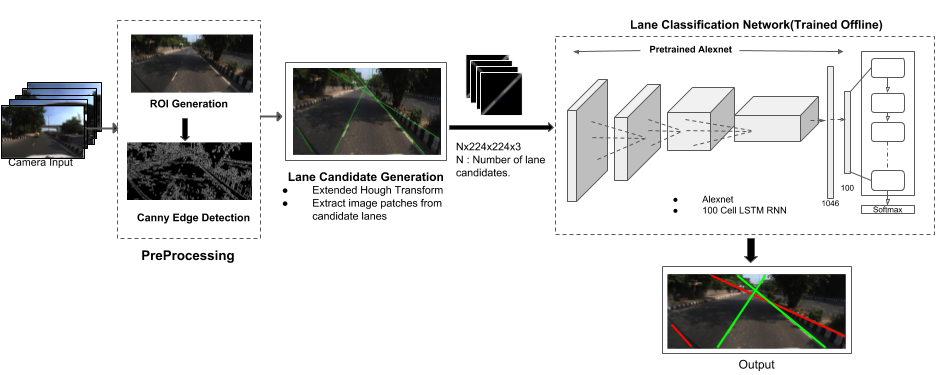 Lane Classification Network(Trained Offline)
Pretrained Alexnet
ROI Generation
Camera Input
Canny Edge Detection
PreProcessing
Lane Candidate Generation
● Extended Hough Transform
● Extract image patches from
candidate lanes
Nx224x224x3
N : Number of lane
candidates.
● Alexnet
● 100 Cell LSTM RNN
1046
100
Softmax
Output